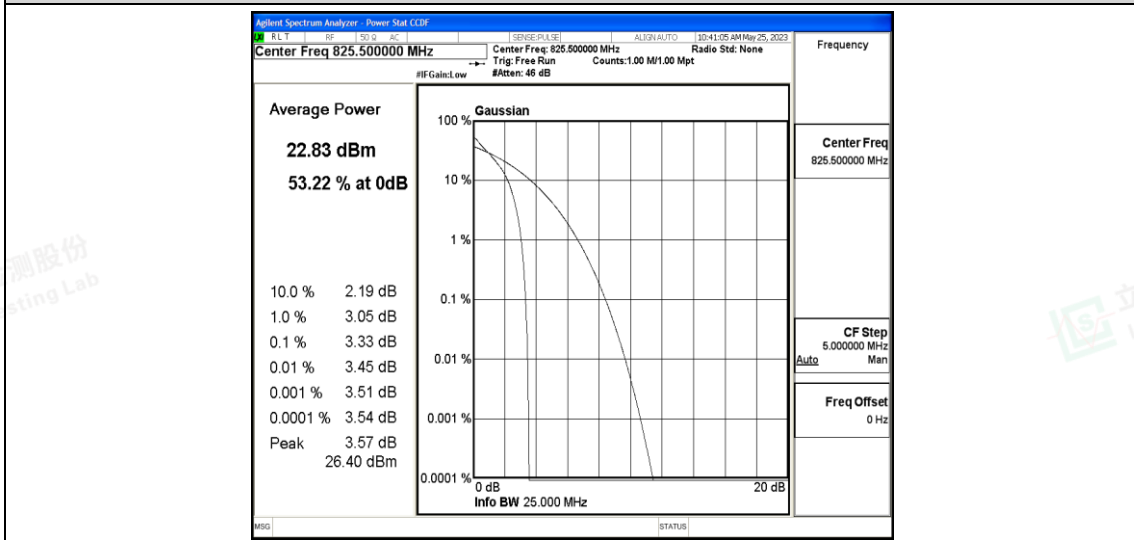 Agilent Spectrum Analyzer - Power Stat CCDF
LXI R L T RF 50 Ω AC SENSE:PULSE ALIGN AUTO 10:41:05 AM May 25, 2023
Center Freq 825.500000 MHz
Center Freq: 825.500000 MHz Radio Std: None
Trig: Free Run Counts:1.00 M/1.00 Mpt
#IFGain:Low #Atten: 46 dB
Frequency
Average Power
22.83 dBm
53.22 % at 0dB
10.0 % 2.19 dB
1.0 % 3.05 dB
0.1 % 3.33 dB
0.01 % 3.45 dB
0.001 % 3.51 dB
0.0001 % 3.54 dB
Peak 3.57 dB
26.40 dBm
Gaussian
100 %
10 %
1 %
0.1 %
0.01 %
0.001 %
0.0001 %
0 dB 20 dB
Info BW 25.000 MHz
Center Freq
825.500000 MHz
CF Step
5.000000 MHz
Auto Man
Freq Offset
0 Hz
MSG STATUS
测股份
sting Lab
立